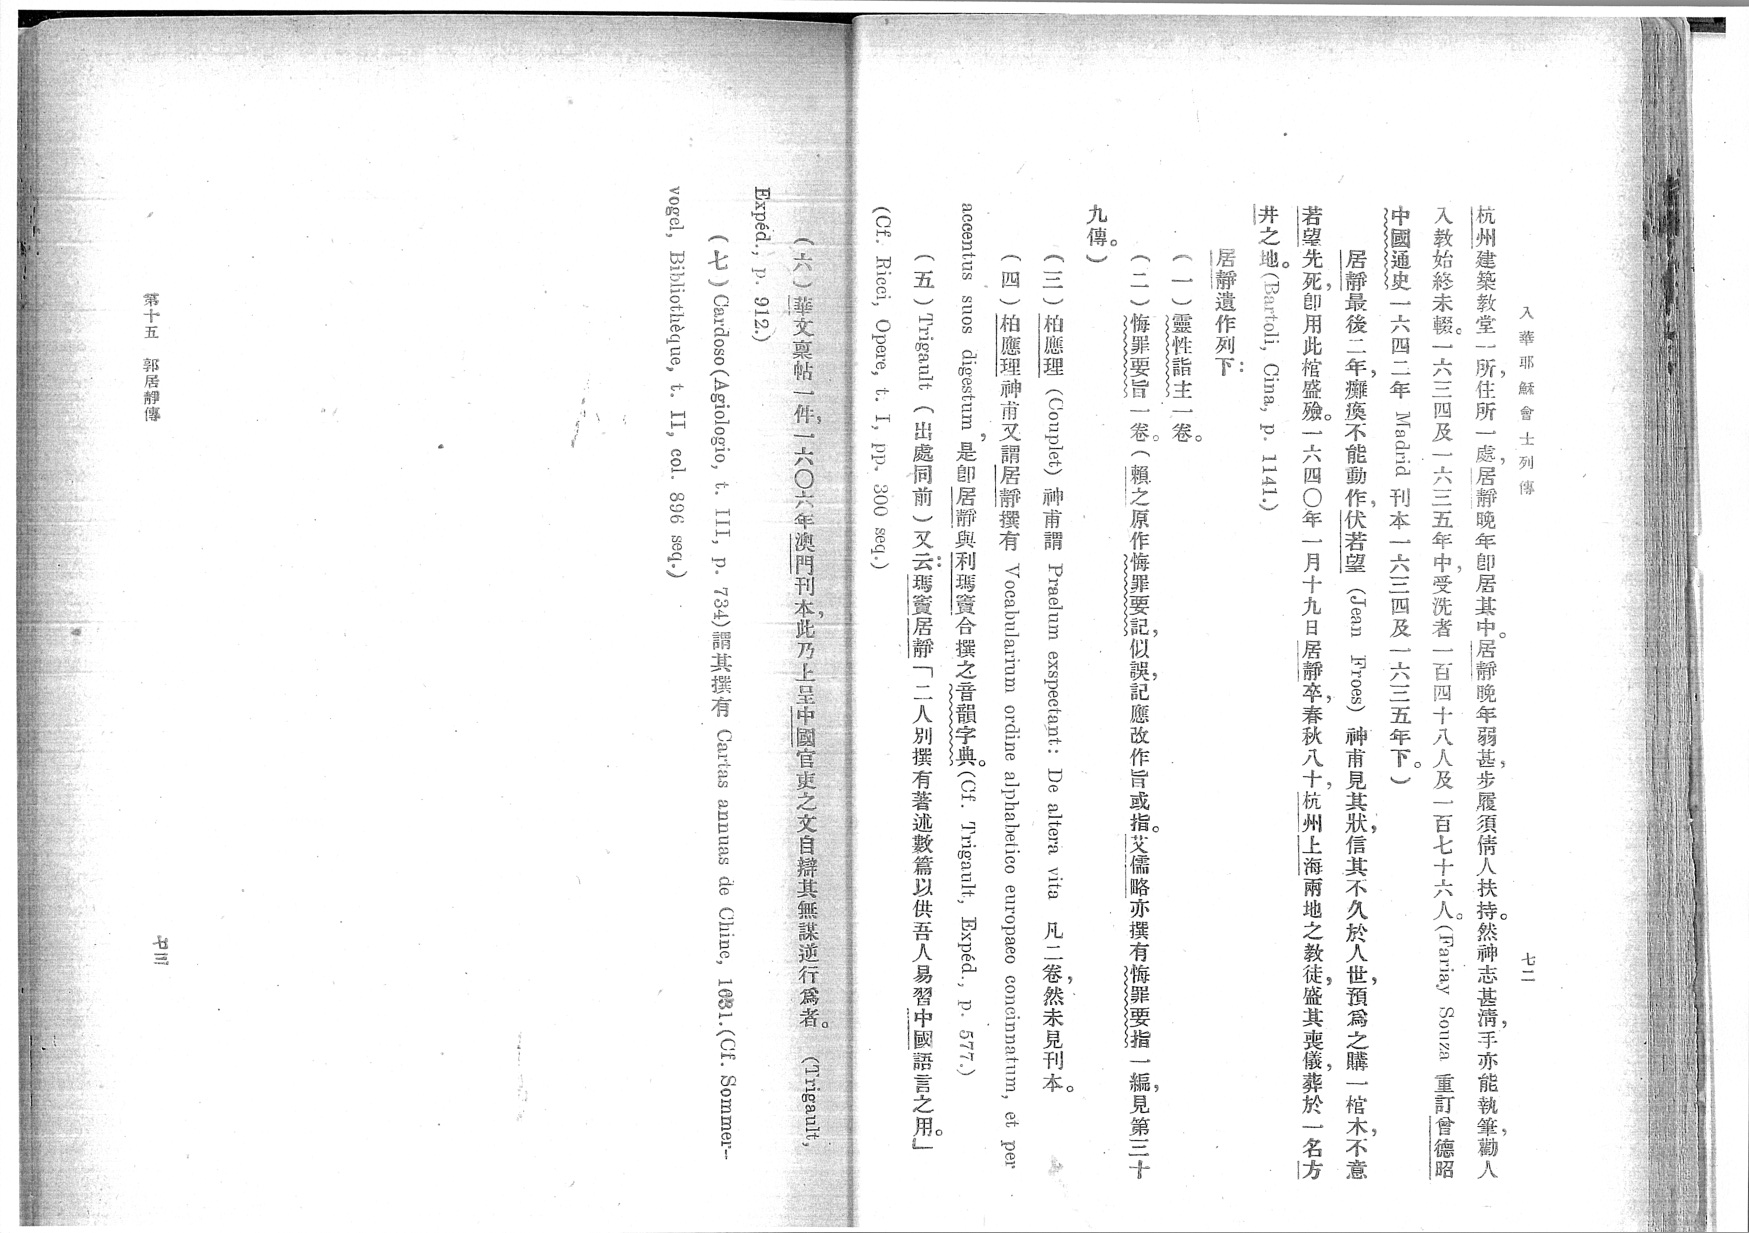 入華耶穌會士列傳
七二
杭州建築教堂一所,住所一處,居靜晚年卽居其中。居靜晚年弱甚,步履須倩人扶持。然神志甚清,手亦能執筆,勸人
入教始終未輟。一六三四及一六三五年中,受洗者一百四十八人及一百七十六人。(Fariay Souza 重訂曾德昭
中國通史一六四二年 Madrid 刊本一六三四及一六三五年下。)
居靜最後二年,癱瘓不能動作,伏若望 (Jean Froes) 神甫見其狀,信其不久於人世,預爲之購一棺木,不意
若望先死,卽用此棺盛殮。一六四〇年一月十九日居靜卒,春秋八十,杭州上海兩地之教徒,盛其喪儀,葬於一名方
井之地。(Bartoli, Cina, p. 1141.)
居靜遺作列下:
(一)靈性詣主一卷。
(二)悔罪要旨一卷。(賴之原作悔罪要記,似誤,記應改作旨或指。艾儒略亦撰有悔罪要指一編,見第三十
九傳。)
(三)柏應理 (Couplet) 神甫謂 Praelum exspectant: De altera vita 凡二卷,然未見刊本。
(四)柏應理神甫又謂居靜撰有 Vocabularium ordine alphabetico europaeo concinnatum, et per
accentus suos digestum,是卽居靜與利瑪竇合撰之音韻字典。(Cf. Trigault, Expéd., p. 577.)
(五)Trigault (出處同前)又云:瑪竇居靜「二人別撰有著述數篇以供吾人易習中國語言之用。」
(Cf. Ricci, Opere, t. I, pp. 300 seq.)
(六)華文稟帖一件,一六〇六年澳門刊本,此乃上呈中國官吏之文自辯其無謀逆行爲者。 (Trigault,
Expéd., p. 912.)
(七)Cardoso(Agiologio, t. III, p. 734)謂其撰有 Cartas annuas de Chine, 1631.(Cf. Sommer-
vogel, Bibliothèque, t. II, col. 896 seq.)
第十五 郭居靜傳
七三